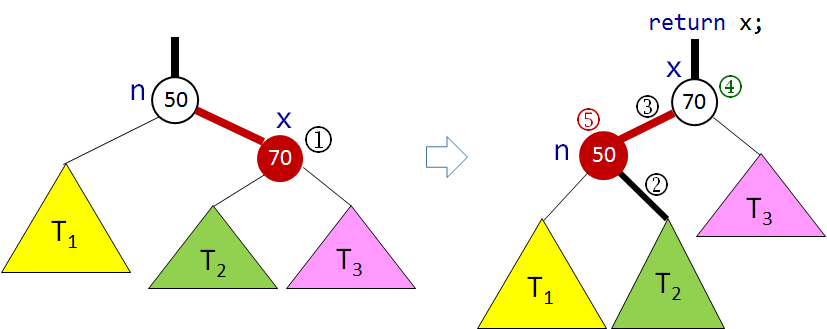 return x;
n
50
x
70
①
T1
T2
T3
x
70
④
③
⑤
n
50
②
T3
T1
T2